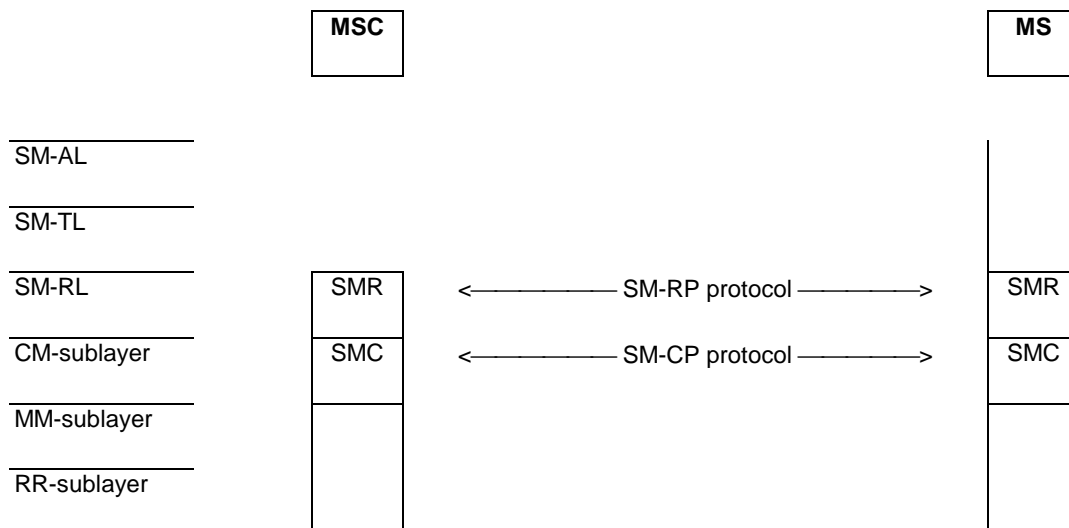 MSC MS
SM-AL
SM-TL
SM-RL SMR <—————— SM-RP protocol ——————> SMR
CM-sublayer SMC <—————— SM-CP protocol ——————> SMC
MM-sublayer
RR-sublayer